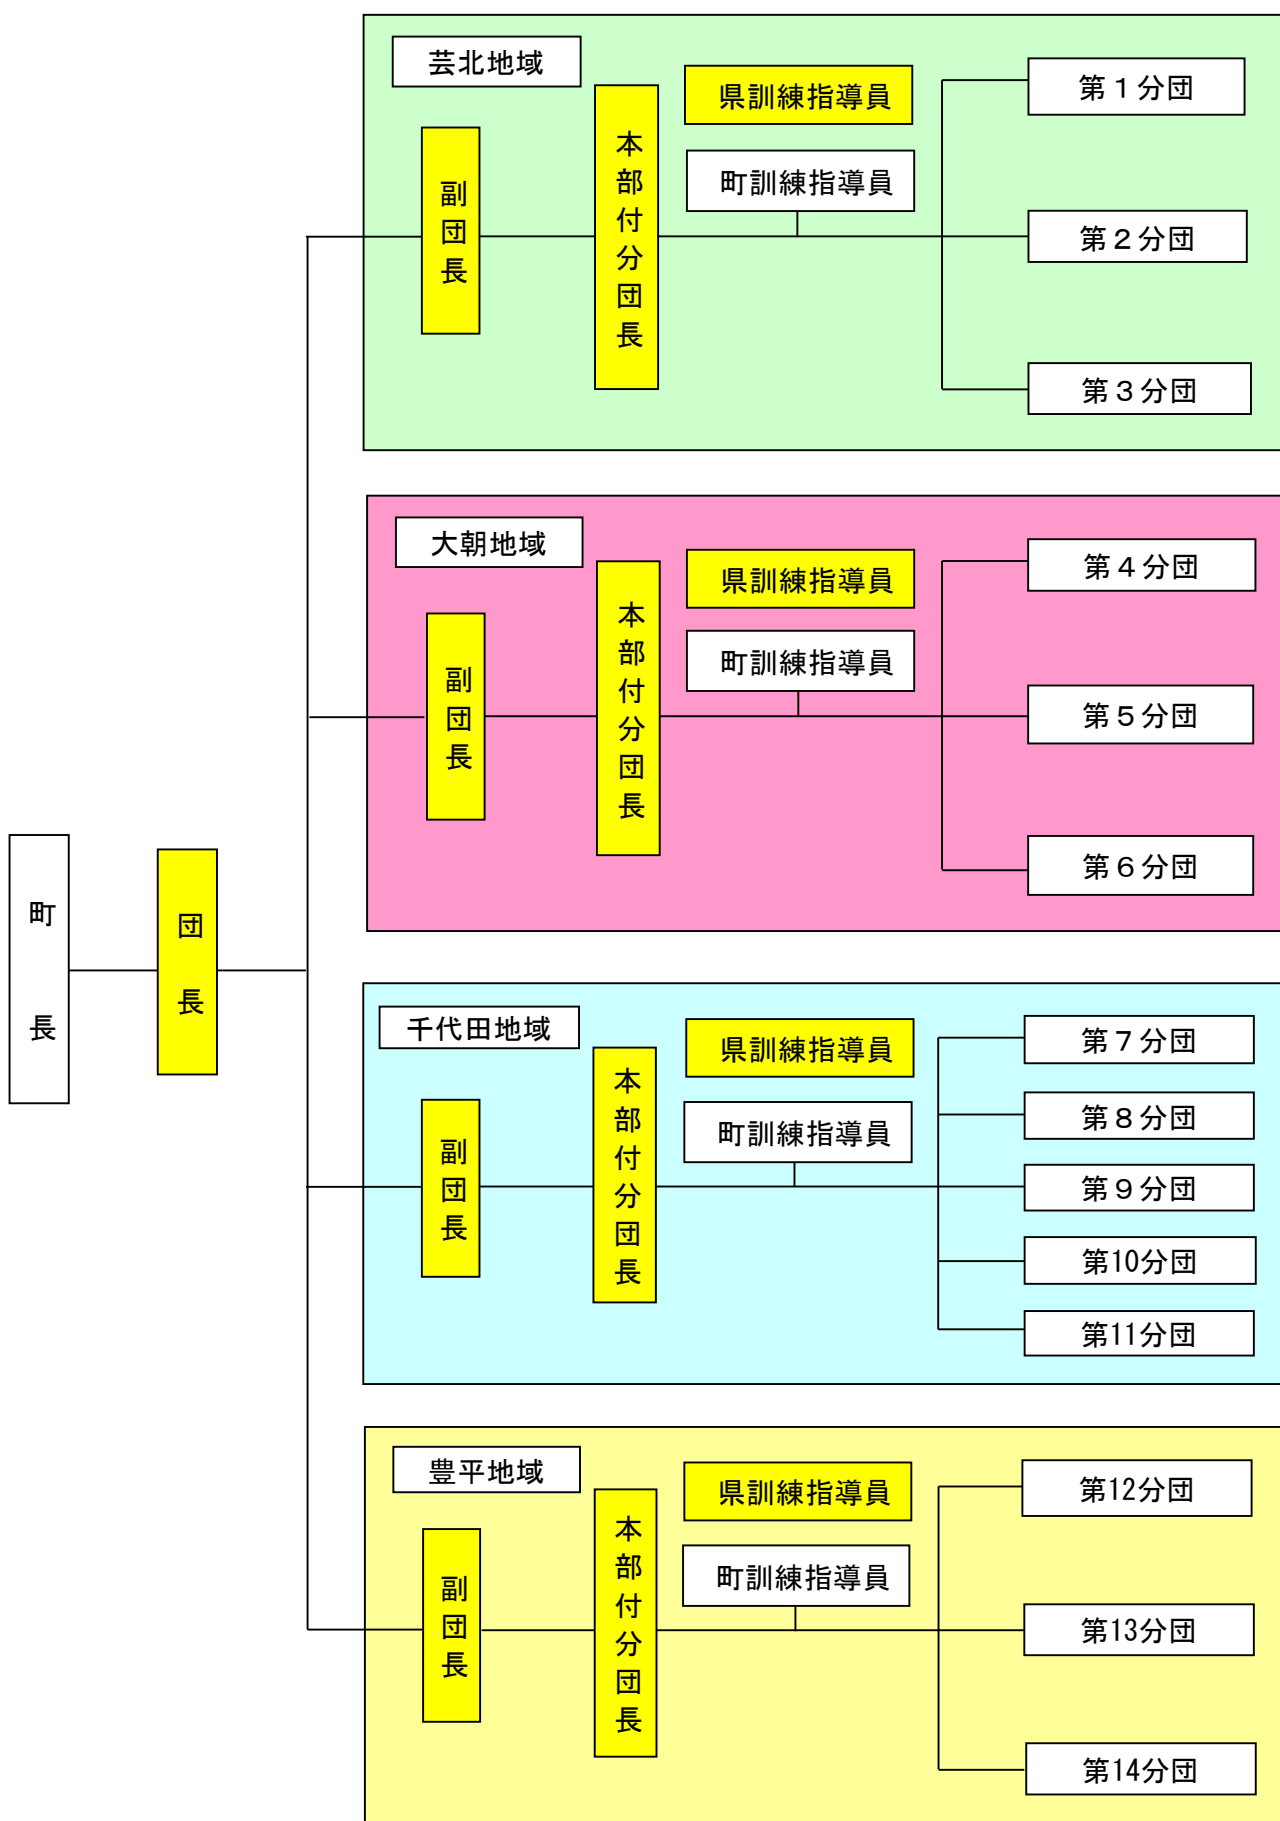 町長
団長
芸北地域
副団長
本部付分団長
県訓練指導員
町訓練指導員
第１分団
第２分団
第３分団
大朝地域
副団長
本部付分団長
県訓練指導員
町訓練指導員
第４分団
第５分団
第６分団
千代田地域
副団長
本部付分団長
県訓練指導員
町訓練指導員
第７分団
第８分団
第９分団
第10分団
第11分団
豊平地域
副団長
本部付分団長
県訓練指導員
町訓練指導員
第12分団
第13分団
第14分団